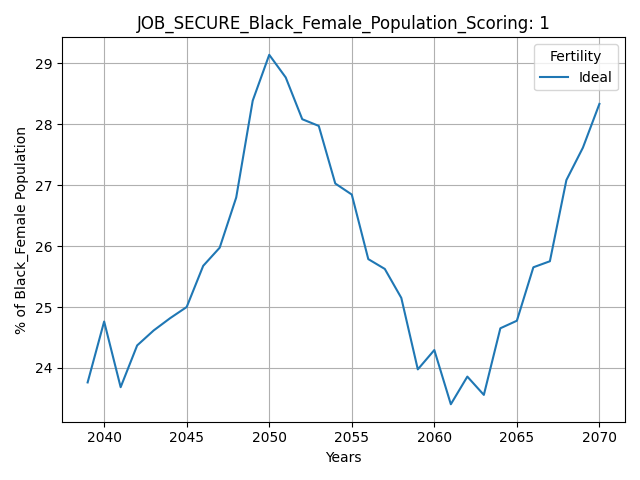 JOB_SECURE_Black_Female_Population_Scoring: 1
Fertility
Ideal
% of Black_Female Population
29
28
27
26
25
24
2040 2045 2050 2055 2060 2065 2070
Years